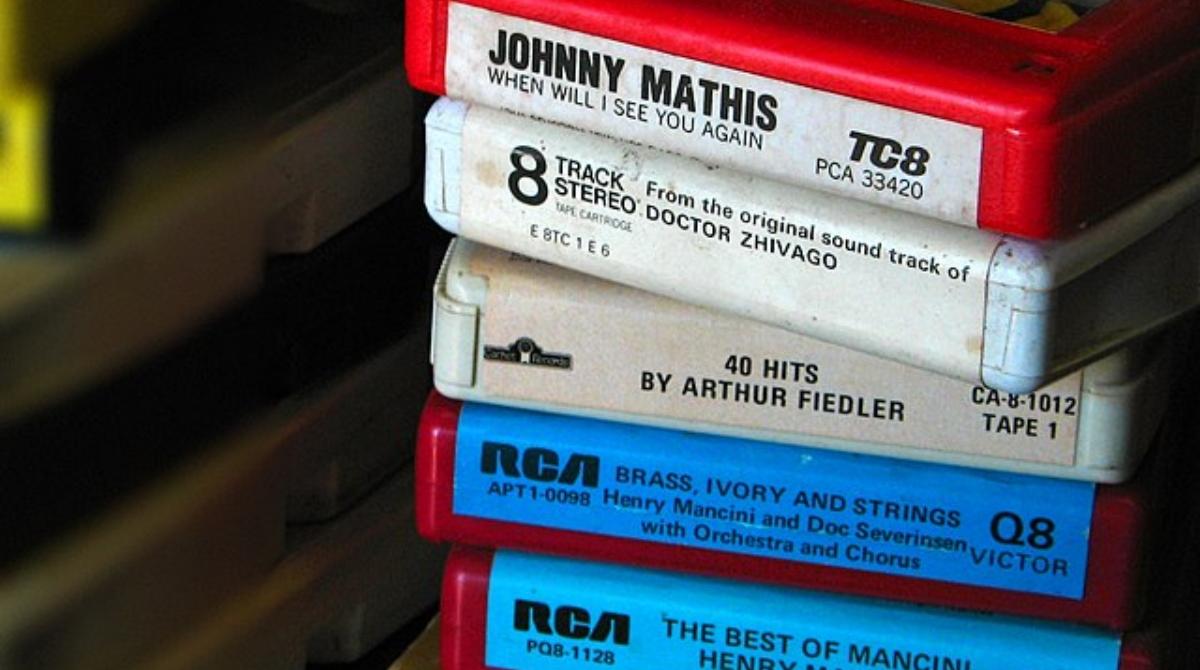 JOHNNY MATHIS
WHEN WILL I SEE YOU AGAIN
TC8
PCA 33420
8 TRACK STEREO
TAPE CARTRIDGE
E 8TC 1 E 6
From the original sound track of
DOCTOR ZHIVAGO
40 HITS
BY ARTHUR FIEDLER
CA-8-1012
TAPE 1
RCA
APT1-0098
BRASS, IVORY AND STRINGS
Henry Mancini and Doc Severinsen
with Orchestra and Chorus
Q8
VICTOR
RCA
PQ8-1128
THE BEST OF MANCINI
HENRY